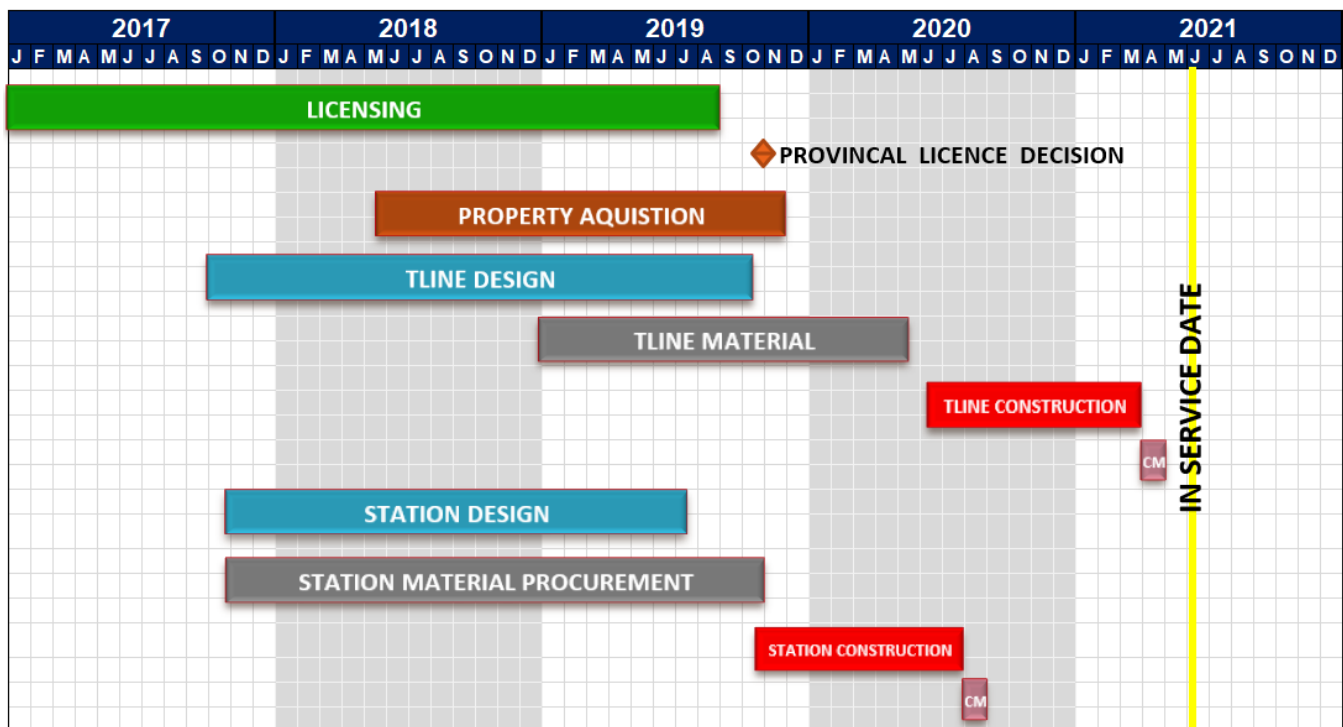 2017 2018 2019 2020 2021
J F M A M J J A S O N D J F M A M J J A S O N D J F M A M J J A S O N D J F M A M J J A S O N D J F M A M J J A S O N D
LICENSING
PROVINCAL LICENCE DECISION
PROPERTY AQUISTION
TLINE DESIGN
TLINE MATERIAL
TLINE CONSTRUCTION
CM
IN SERVICE DATE
STATION DESIGN
STATION MATERIAL PROCUREMENT
STATION CONSTRUCTION
CM